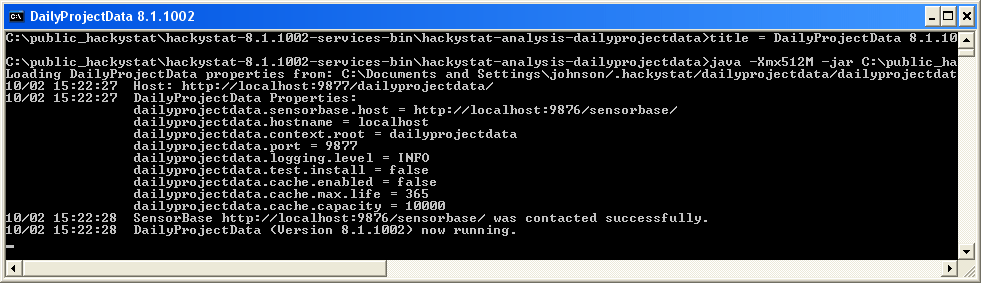 DailyProjectData 8.1.1002
C:\public_hackystat\hackystat-8.1.1002-services-bin\hackystat-analysis-dailyprojectdata>title = DailyProjectData 8.1.10
C:\public_hackystat\hackystat-8.1.1002-services-bin\hackystat-analysis-dailyprojectdata>java -Xmx512M -jar C:\public_ha
Loading DailyProjectData properties from: C:\Documents and Settings\johnson/.hackystat/dailyprojectdata/dailyprojectdat
10/02 15:22:27  Host: http://localhost:9877/dailyprojectdata/
10/02 15:22:27  DailyProjectData Properties:
                dailyprojectdata.sensorbase.host = http://localhost:9876/sensorbase/
                dailyprojectdata.hostname = localhost
                dailyprojectdata.context.root = dailyprojectdata
                dailyprojectdata.port = 9877
                dailyprojectdata.logging.level = INFO
                dailyprojectdata.test.install = false
                dailyprojectdata.cache.enabled = false
                dailyprojectdata.cache.max.life = 365
                dailyprojectdata.cache.capacity = 10000
10/02 15:22:28  SensorBase http://localhost:9876/sensorbase/ was contacted successfully.
10/02 15:22:28  DailyProjectData (Version 8.1.1002) now running.